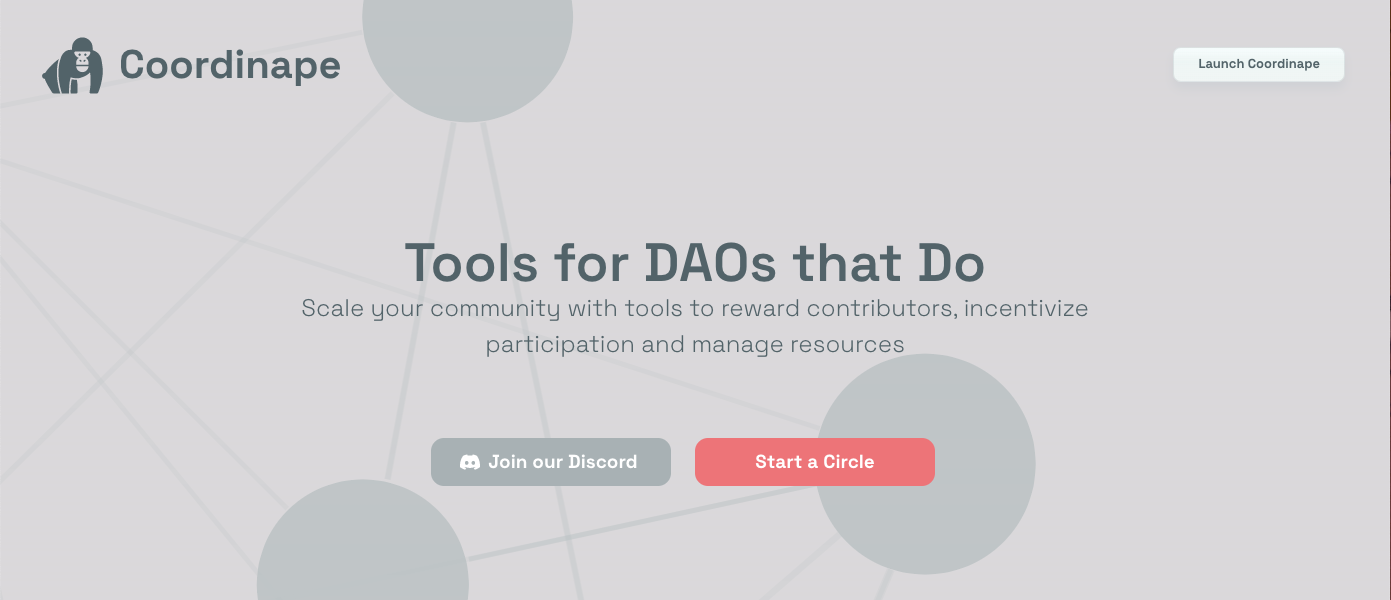 Coordinape
Launch Coordinape
Tools for DAOs that Do
Scale your community with tools to reward contributors, incentivize
participation and manage resources
Join our Discord
Start a Circle